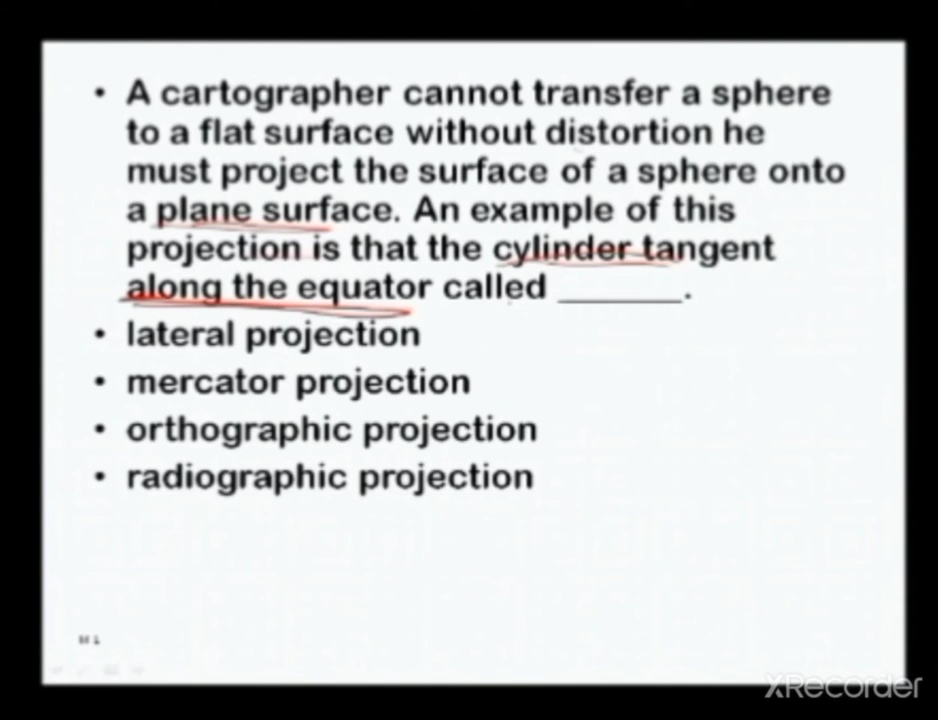 • A cartographer cannot transfer a sphere
to a flat surface without distortion he
must project the surface of a sphere onto
a plane surface. An example of this
projection is that the cylinder tangent
along the equator called _______.
• lateral projection
• mercator projection
• orthographic projection
• radiographic projection
XRecorder